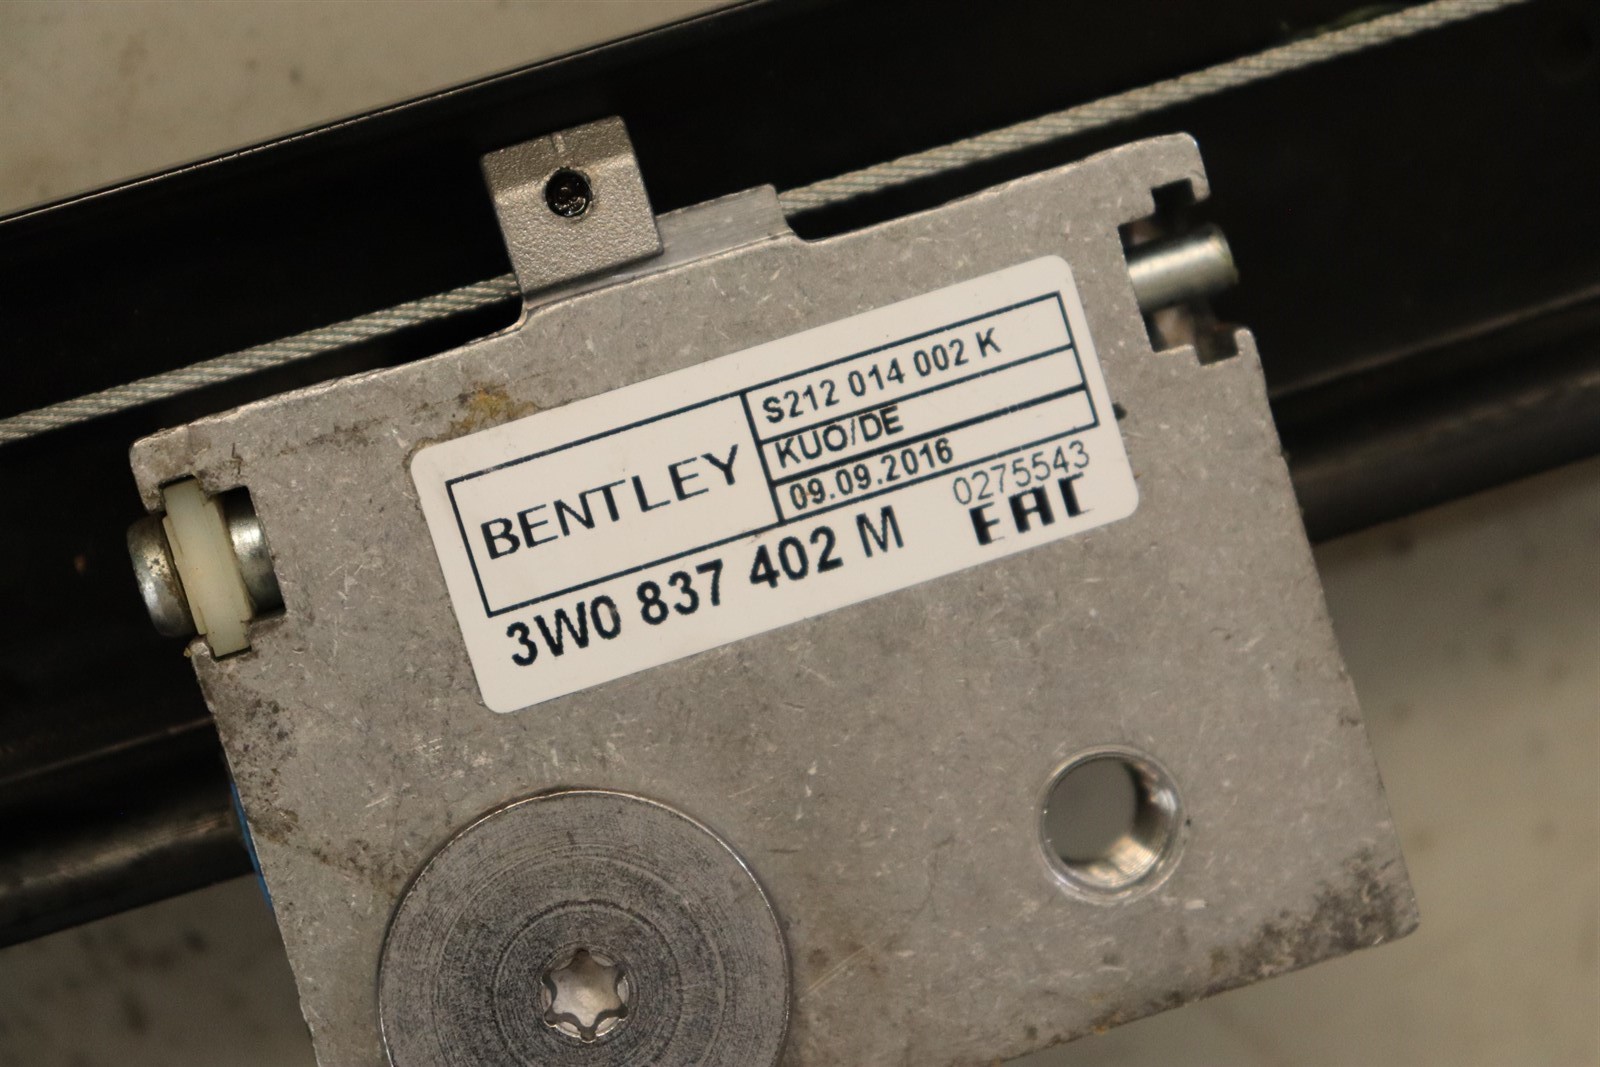 BENTLEY
S212 014 002 K
KUO/DE
09.09.2016
0275543
3W0 837 402 M
EAC